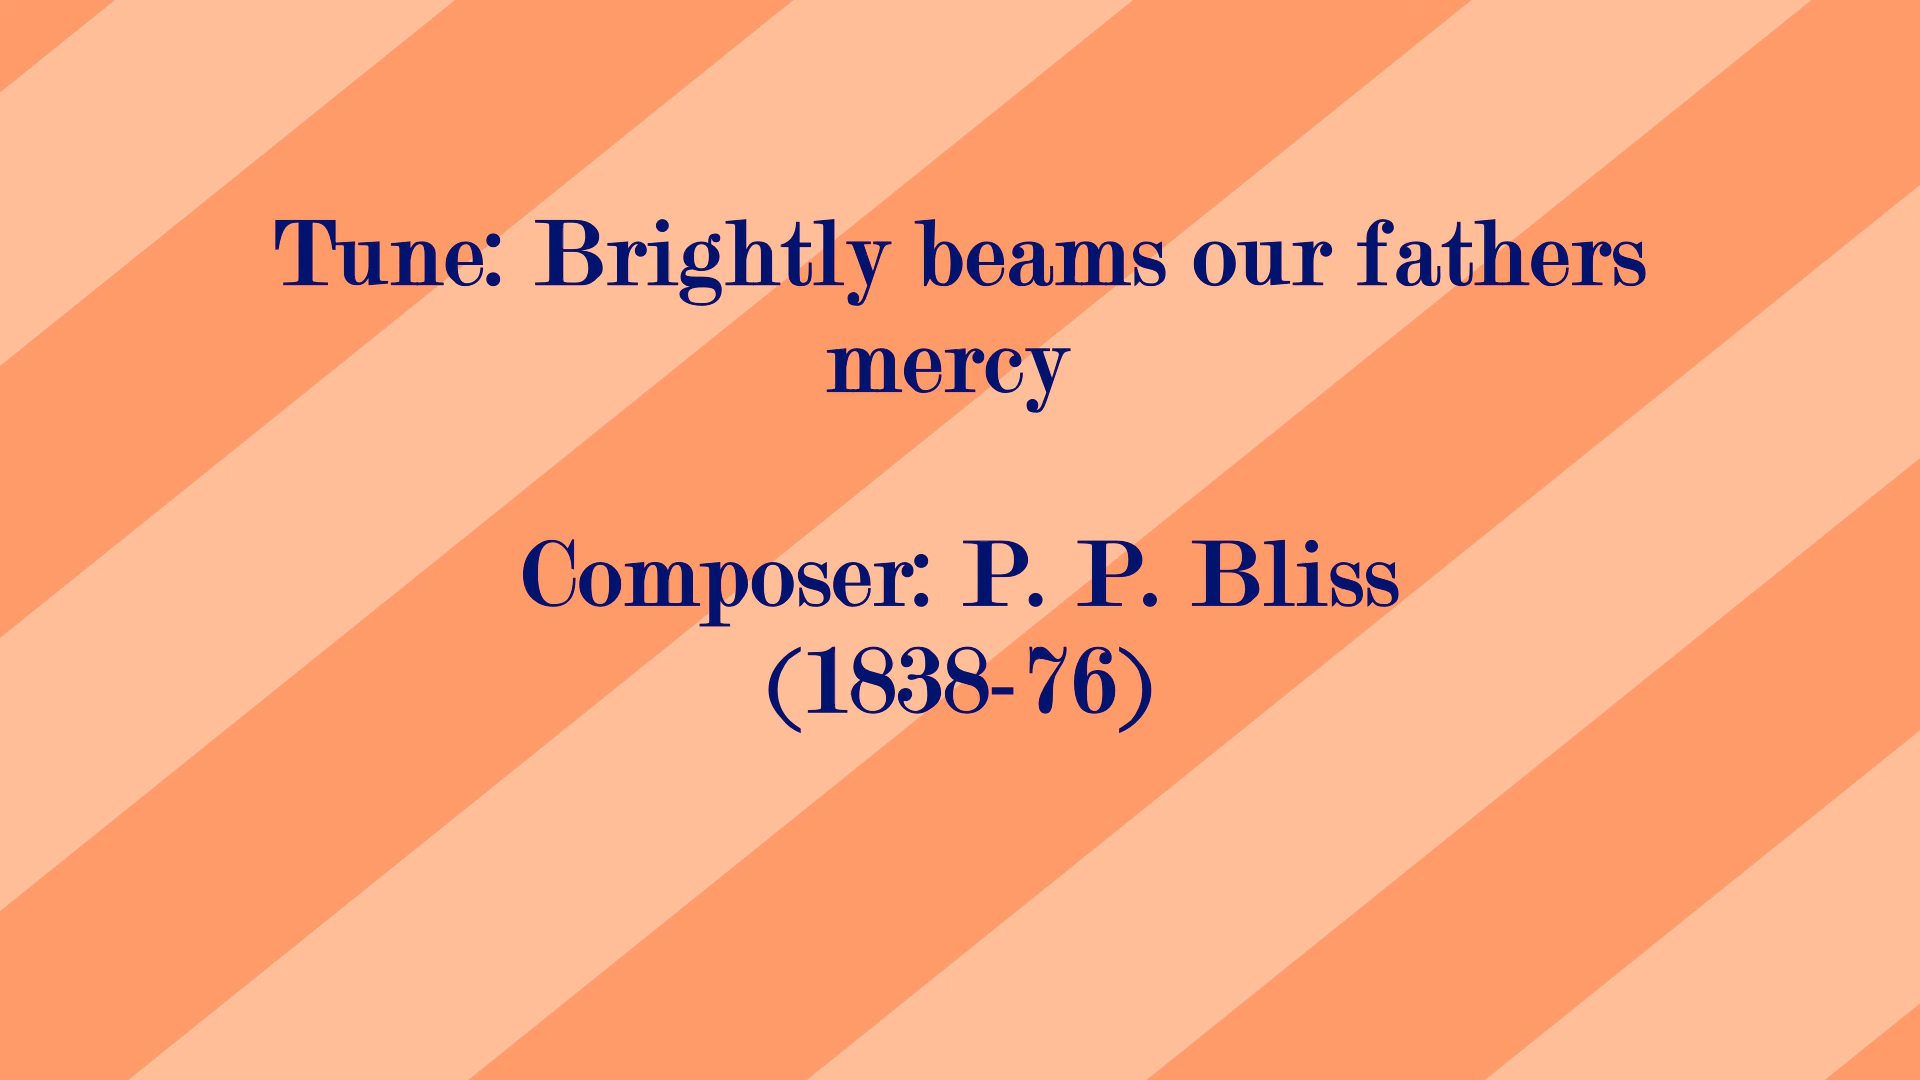 Tune: Brightly beams our fathers
mercy
Composer: P. P. Bliss
(1838-76)